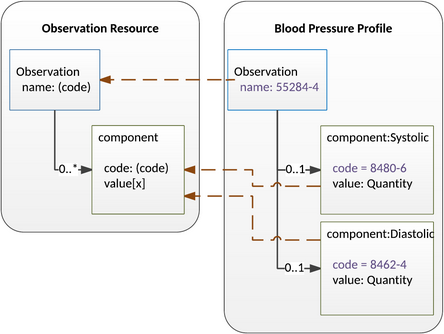 Observation Resource
Observation
name: (code)
0..*
component
code: (code)
value[x]
Blood Pressure Profile
Observation
name: 55284-4
0..1
component:Systolic
code = 8480-6
value: Quantity
0..1
component:Diastolic
code = 8462-4
value: Quantity